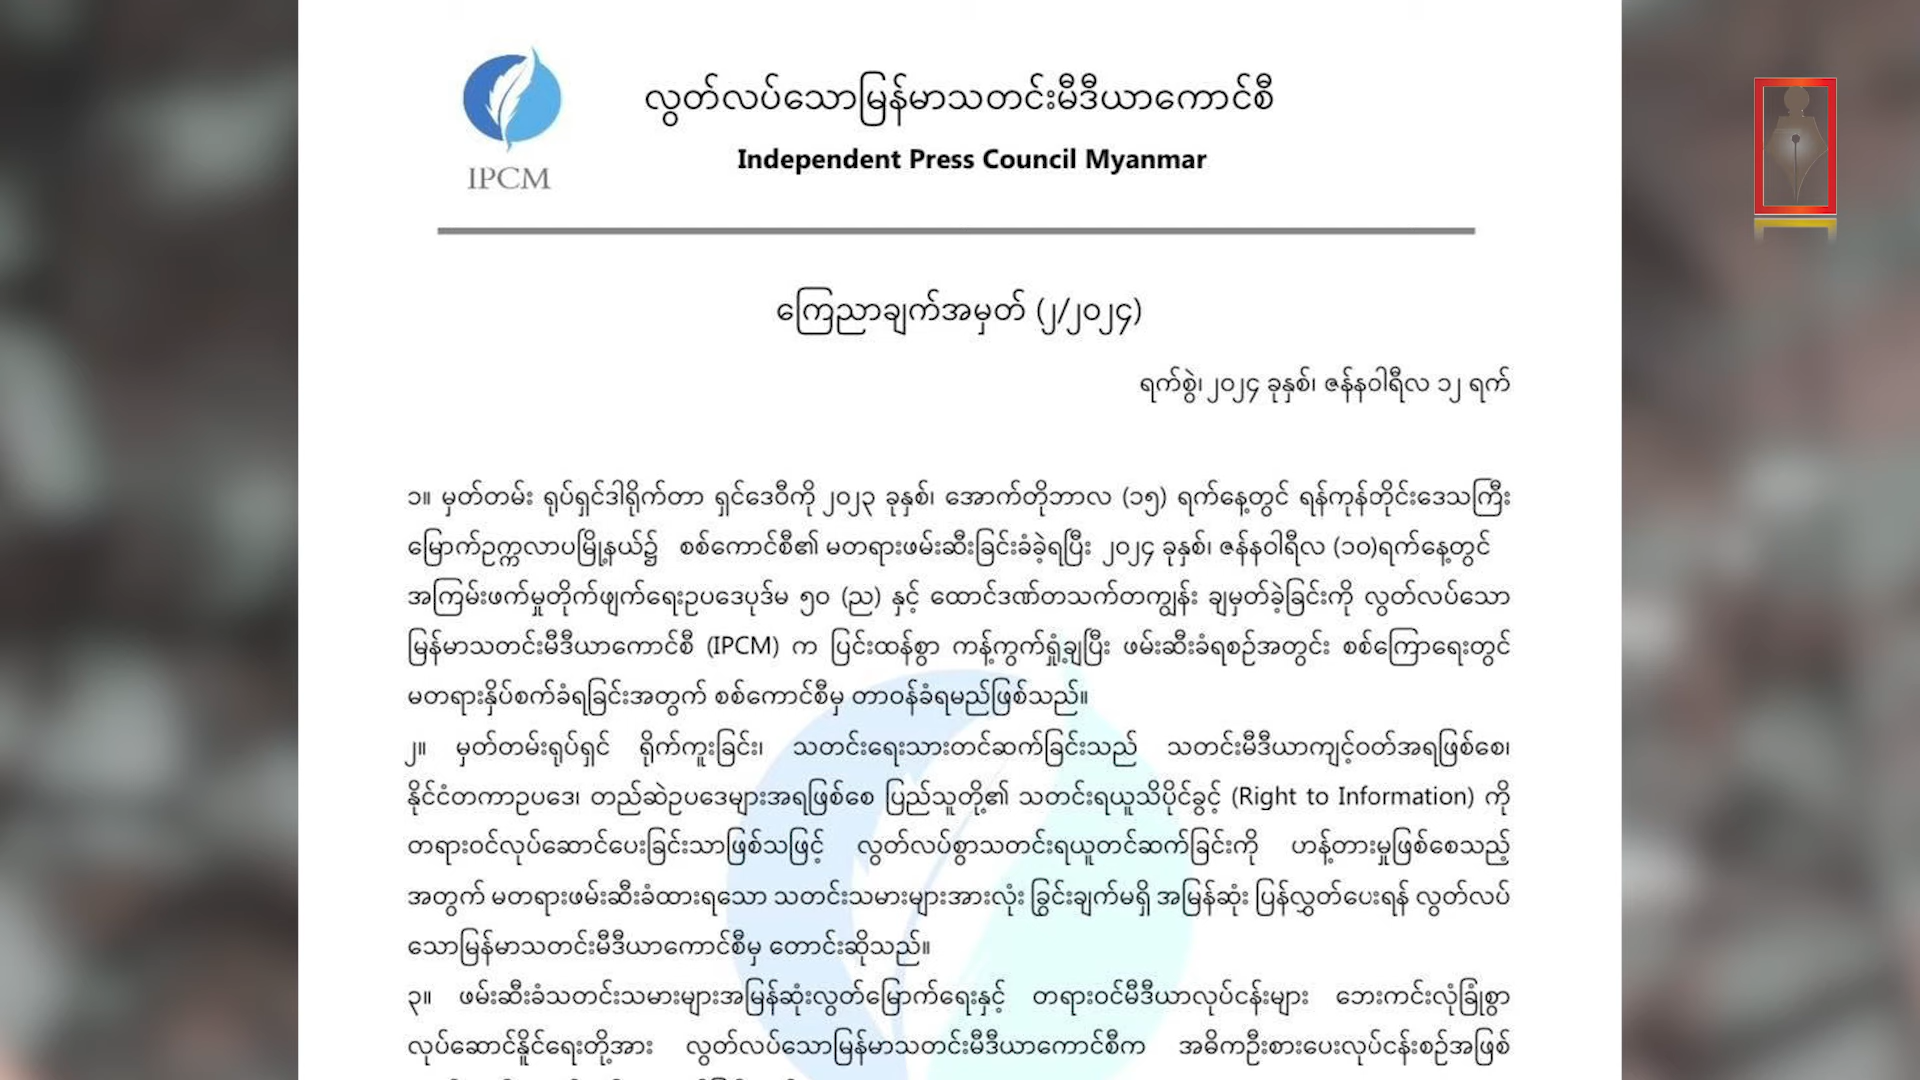 IPCM
လွတ်လပ်သောမြန်မာသတင်းမီဒီယာကောင်စီ
Independent Press Council Myanmar
ကြေညာချက်အမှတ် (၂/၂၀၂၄)
ရက်စွဲ၊၂၀၂၄ ခုနှစ်၊ ဇန်နဝါရီလ ၁၂ ရက်
၁။ မှတ်တမ်း ရုပ်ရှင်ဒါရိုက်တာ ရှင်ဒေဝီကို ၂၀၂၃ ခုနှစ်၊ အောက်တိုဘာလ (၁၅) ရက်နေ့တွင် ရန်ကုန်တိုင်းဒေသကြီး
မြောက်ဥက္ကလာပမြို့နယ်၌ စစ်ကောင်စီ၏ မတရားဖမ်းဆီးခြင်းခံခဲ့ရပြီး ၂၀၂၄ ခုနှစ်၊ ဇန်နဝါရီလ (၁၀)ရက်နေ့တွင်
အကြမ်းဖက်မှုတိုက်ဖျက်ရေးဥပဒေပုဒ်မ ၅၀ (ည) နှင့် ထောင်ဒဏ်တသက်တကျွန်း ချမှတ်ခဲ့ခြင်းကို လွတ်လပ်သော
မြန်မာသတင်းမီဒီယာကောင်စီ (IPCM) က ပြင်းထန်စွာ ကန့်ကွက်ရှုံ့ချပြီး ဖမ်းဆီးခံရစဉ်အတွင်း စစ်ကြောရေးတွင်
မတရားနှိပ်စက်ခံရခြင်းအတွက် စစ်ကောင်စီမှ တာဝန်ခံရမည်ဖြစ်သည်။
၂။ မှတ်တမ်းရုပ်ရှင် ရိုက်ကူးခြင်း၊ သတင်းရေးသားတင်ဆက်ခြင်းသည် သတင်းမီဒီယာကျင့်ဝတ်အရဖြစ်စေ၊
နိုင်ငံတကာဥပဒေ၊ တည်ဆဲဥပဒေများအရဖြစ်စေ ပြည်သူတို့၏ သတင်းရယူသိပိုင်ခွင့် (Right to Information) ကို
တရားဝင်လုပ်ဆောင်ပေးခြင်းသာဖြစ်သဖြင့် လွတ်လပ်စွာသတင်းရယူတင်ဆက်ခြင်းကို ဟန့်တားမှုဖြစ်စေသည့်
အတွက် မတရားဖမ်းဆီးခံထားရသော သတင်းသမားများအားလုံး ခြွင်းချက်မရှိ အမြန်ဆုံး ပြန်လွှတ်ပေးရန် လွတ်လပ်
သောမြန်မာသတင်းမီဒီယာကောင်စီမှ တောင်းဆိုသည်။
၃။ ဖမ်းဆီးခံသတင်းသမားများအမြန်ဆုံးလွတ်မြောက်ရေးနှင့် တရားဝင်မီဒီယာလုပ်ငန်းများ ဘေးကင်းလုံခြုံစွာ
လုပ်ဆောင်နိုင်ရေးတို့အား လွတ်လပ်သောမြန်မာသတင်းမီဒီယာကောင်စီက အဓိကဦးစားပေးလုပ်ငန်းစဉ်အဖြစ်